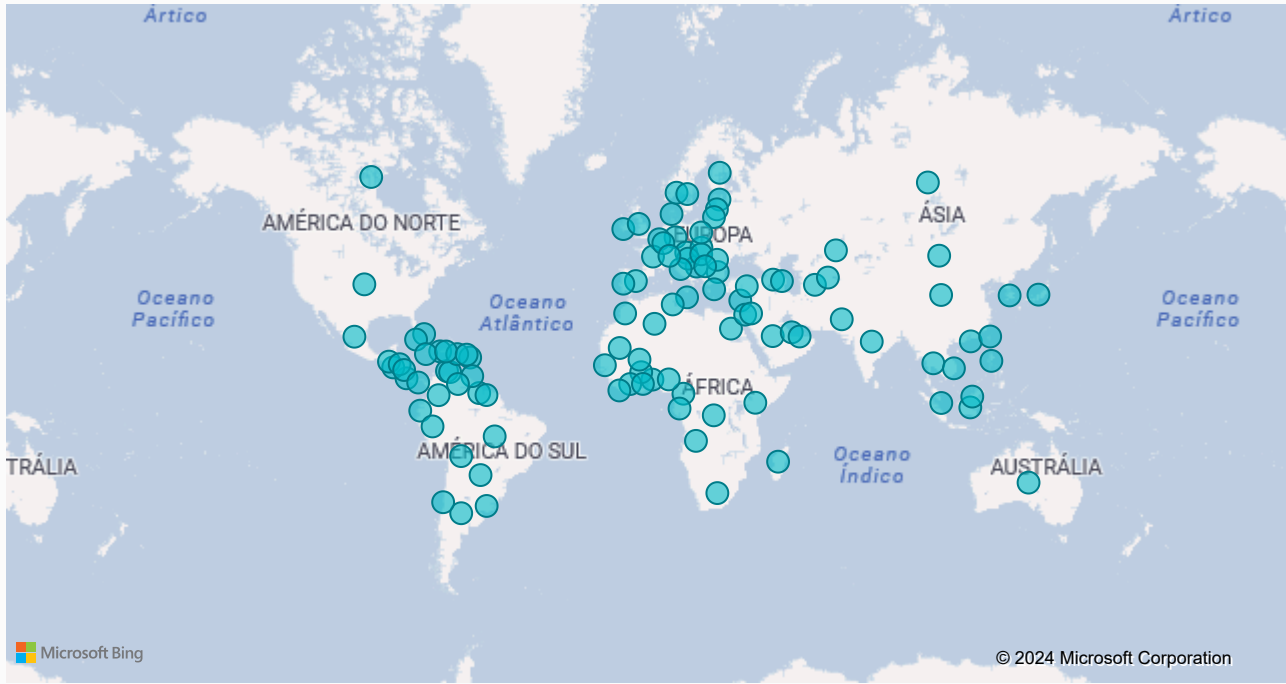 Ártico
Ártico
AMÉRICA DO NORTE
ÁSIA
EUROPA
Oceano
Pacífico
Oceano
Atlântico
Oceano
Pacífico
ÁFRICA
AMÉRICA DO SUL
Oceano
Índico
TRÁLIA
AUSTRÁLIA
Microsoft Bing
© 2024 Microsoft Corporation